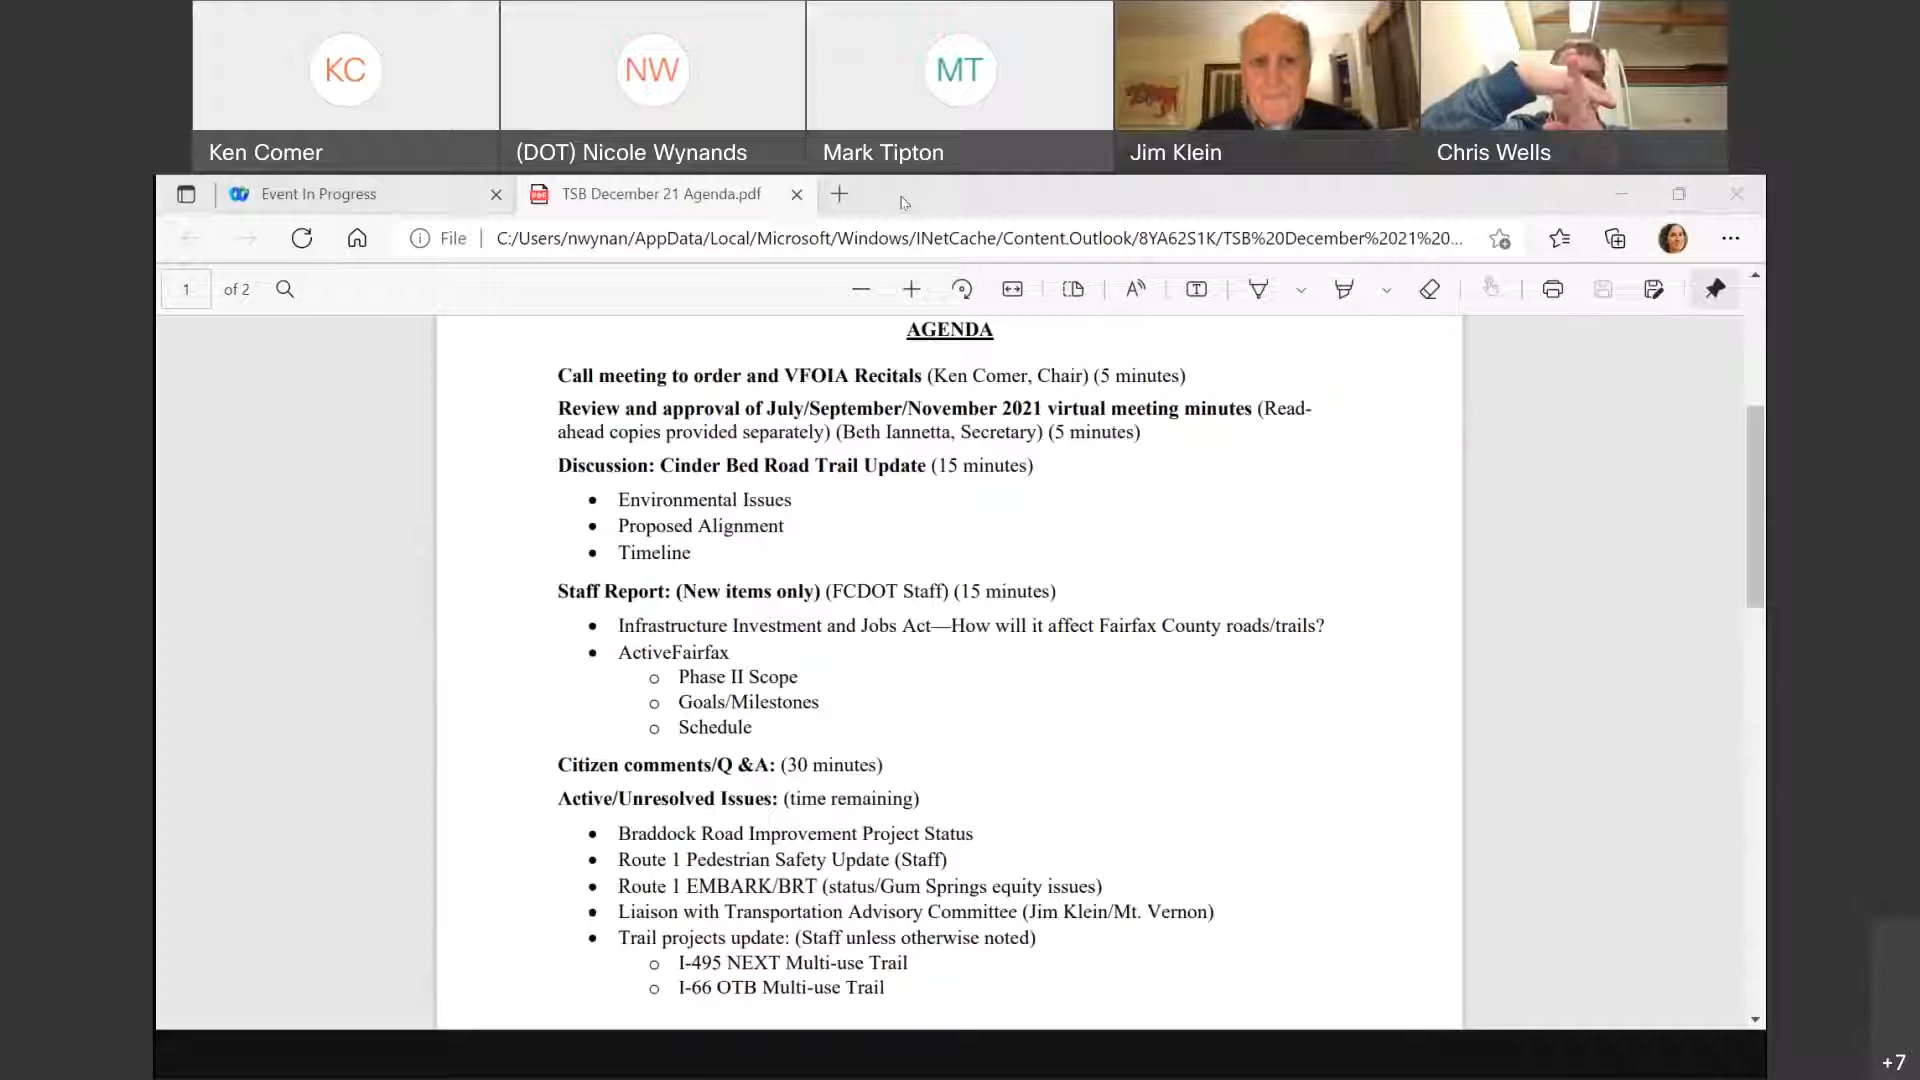 KC
NW
MT
Ken Comer
(DOT) Nicole Wynands
Mark Tipton
Jim Klein
Chris Wells
Event In Progress
TSB December 21 Agenda.pdf
File
C:/Users/nwynan/AppData/Local/Microsoft/Windows/INetCache/Content.Outlook/8YA62S1K/TSB%20December%2021%20...
1 of 2
AGENDA
Call meeting to order and VFOIA Recitals (Ken Comer, Chair) (5 minutes)
Review and approval of July/September/November 2021 virtual meeting minutes (Read-
ahead copies provided separately) (Beth Iannetta, Secretary) (5 minutes)
Discussion: Cinder Bed Road Trail Update (15 minutes)
• Environmental Issues
• Proposed Alignment
• Timeline
Staff Report: (New items only) (FCDOT Staff) (15 minutes)
• Infrastructure Investment and Jobs Act—How will it affect Fairfax County roads/trails?
• ActiveFairfax
o Phase II Scope
o Goals/Milestones
o Schedule
Citizen comments/Q &A: (30 minutes)
Active/Unresolved Issues: (time remaining)
• Braddock Road Improvement Project Status
• Route 1 Pedestrian Safety Update (Staff)
• Route 1 EMBARK/BRT (status/Gum Springs equity issues)
• Liaison with Transportation Advisory Committee (Jim Klein/Mt. Vernon)
• Trail projects update: (Staff unless otherwise noted)
o I-495 NEXT Multi-use Trail
o I-66 OTB Multi-use Trail
+7